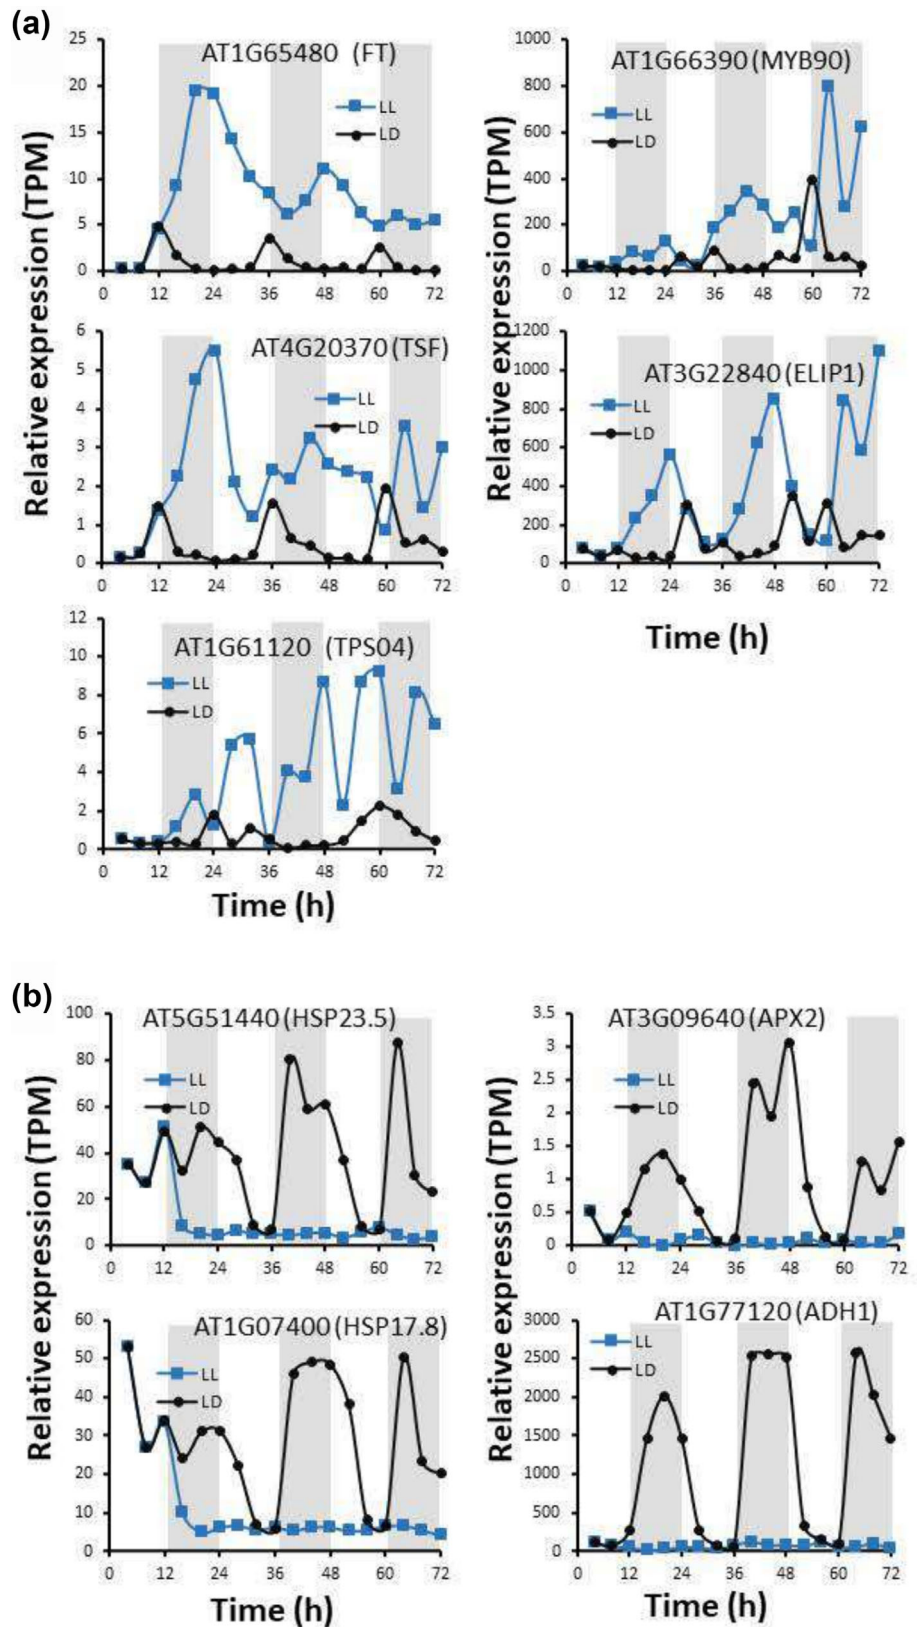 (a)
AT1G65480 (FT)
Relative expression (TPM)
25
20
15
10
5
0
LL
LD
0 12 24 36 48 60 72
AT1G66390 (MYB90)
Relative expression (TPM)
1000
800
600
400
200
0
LL
LD
0 12 24 36 48 60 72
AT4G20370 (TSF)
6
5
4
3
2
1
0
LL
LD
0 12 24 36 48 60 72
AT3G22840 (ELIP1)
1200
1000
800
600
400
200
0
LL
LD
0 12 24 36 48 60 72
Time (h)
AT1G61120 (TPS04)
12
10
8
6
4
2
0
LL
LD
0 12 24 36 48 60 72
Time (h)
(b)
AT5G51440 (HSP23.5)
Relative expression (TPM)
100
80
60
40
20
0
LL
LD
0 12 24 36 48 60 72
AT3G09640 (APX2)
Relative expression (TPM)
3.5
3
2.5
2
1.5
1
0.5
0
LL
LD
0 12 24 36 48 60 72
AT1G07400 (HSP17.8)
60
50
40
30
20
10
0
LL
LD
0 12 24 36 48 60 72
Time (h)
AT1G77120 (ADH1)
3000
2500
2000
1500
1000
500
0
LL
LD
0 12 24 36 48 60 72
Time (h)